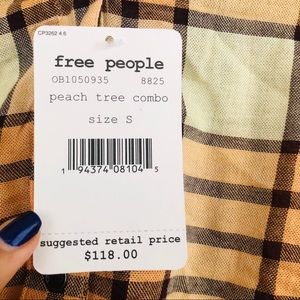 CP3262 4 6
free people
OB1050935 8825
peach tree combo
size S
1 94374 08104 5
suggested retail price
$118.00